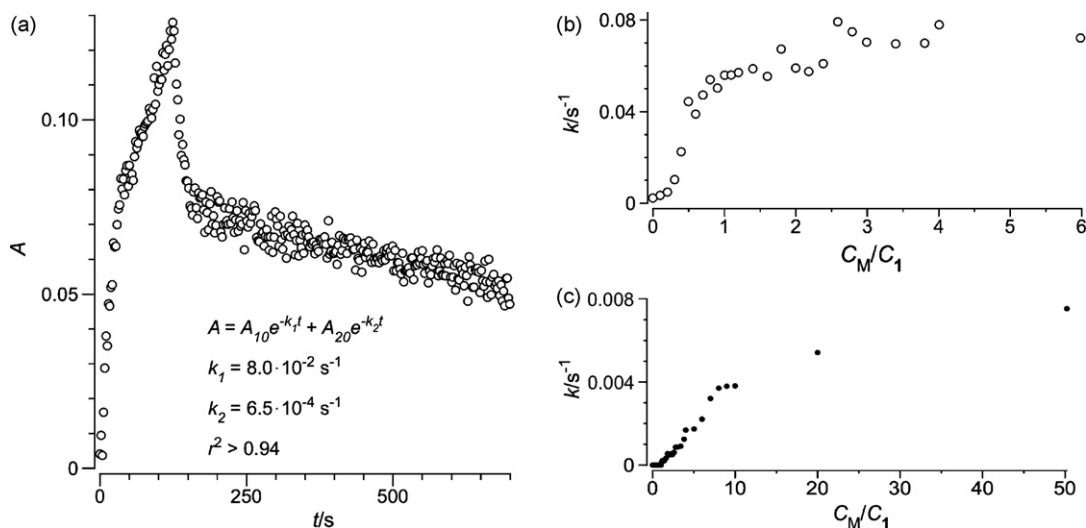 (a)
0.10
0.05
0
A
0
250
500
t/s
A = A10e-k1t + A20e-k2t
k1 = 8.0·10-2 s-1
k2 = 6.5·10-4 s-1
r2 > 0.94
(b)
0.08
0.04
0
k/s-1
0
1
2
3
4
5
6
CM/C1
(c)
0.008
0.004
0
k/s-1
0
10
20
30
40
50
CM/C1